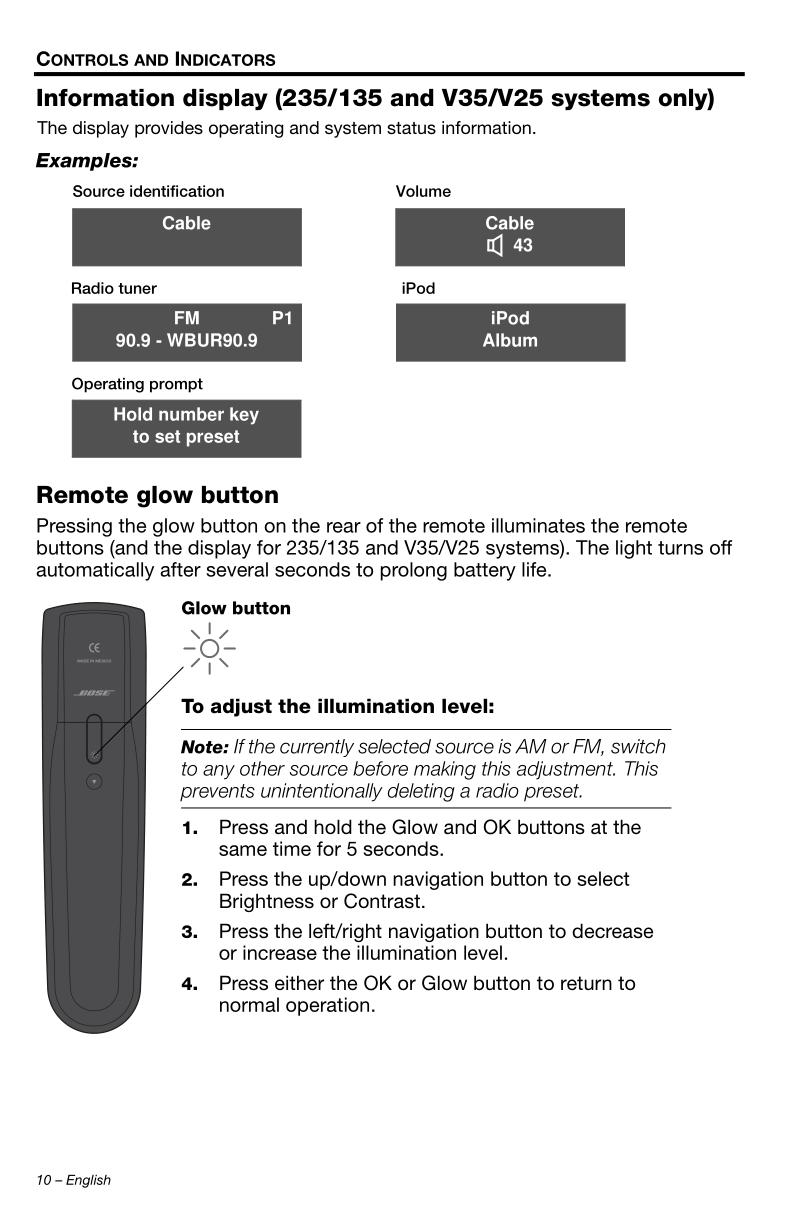 CONTROLS AND INDICATORS
Information display (235/135 and V35/V25 systems only)
The display provides operating and system status information.
Examples:
Source identification
Cable
Volume
Cable
43
Radio tuner
FM P1
90.9 - WBUR90.9
iPod
iPod
Album
Operating prompt
Hold number key
to set preset
Remote glow button
Pressing the glow button on the rear of the remote illuminates the remote
buttons (and the display for 235/135 and V35/V25 systems). The light turns off
automatically after several seconds to prolong battery life.
CE
MADE IN MEXICO
BOSE
Glow button
To adjust the illumination level:
Note: If the currently selected source is AM or FM, switch
to any other source before making this adjustment. This
prevents unintentionally deleting a radio preset.
1. Press and hold the Glow and OK buttons at the
same time for 5 seconds.
2. Press the up/down navigation button to select
Brightness or Contrast.
3. Press the left/right navigation button to decrease
or increase the illumination level.
4. Press either the OK or Glow button to return to
normal operation.
10 – English